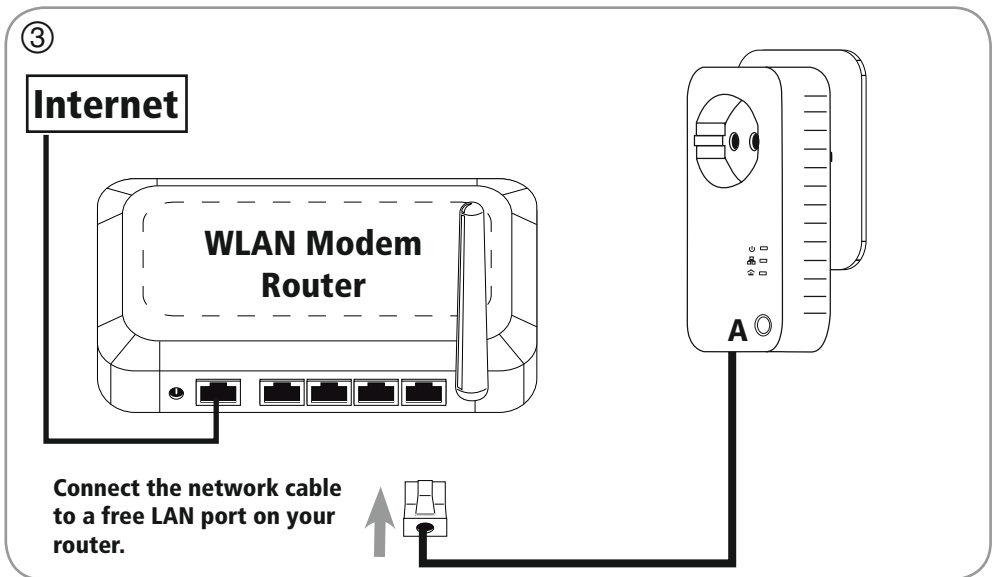 ③
Internet
WLAN Modem
Router
A
Connect the network cable
to a free LAN port on your
router.